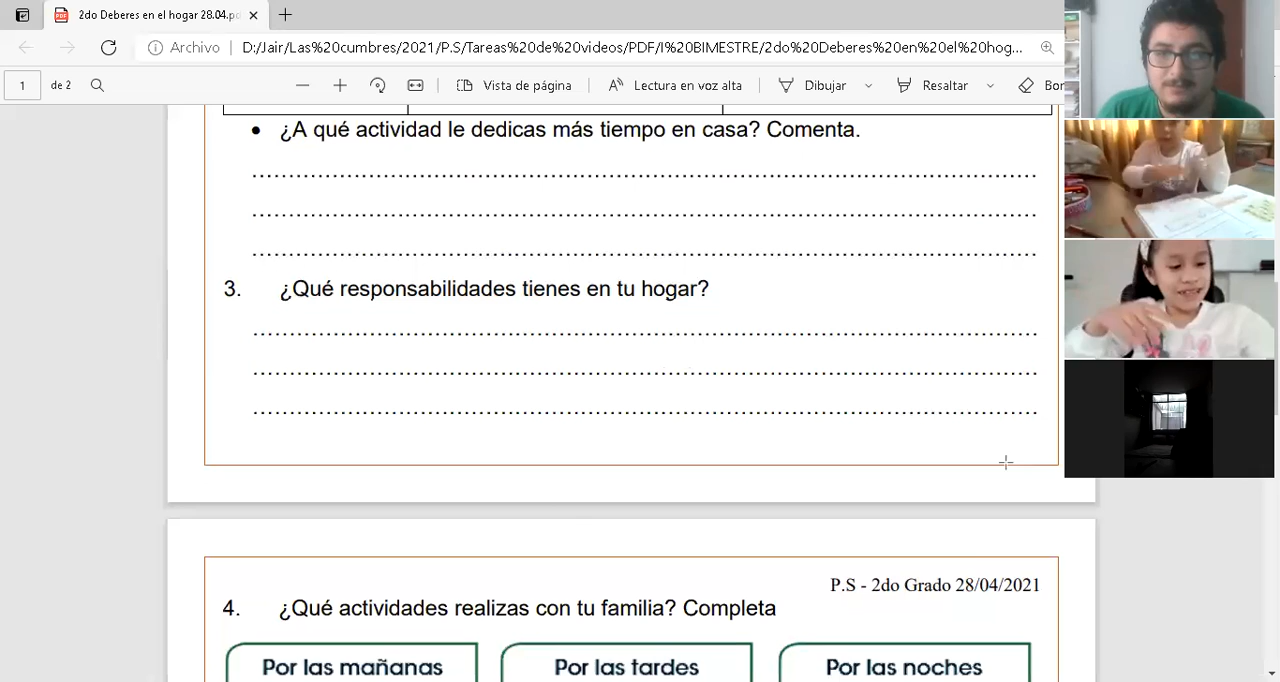 2do Deberes en el hogar 28.04.pd
Archivo
D:/Jair/Las%20cumbres/2021/P.S/Tareas%20de%20videos/PDF/I%20BIMESTRE/2do%20Deberes%20en%20el%20hog...
1 de 2
Vista de página
Lectura en voz alta
Dibujar
Resaltar
Bor
• ¿A qué actividad le dedicas más tiempo en casa? Comenta.
3. ¿Qué responsabilidades tienes en tu hogar?
P.S - 2do Grado 28/04/2021
4. ¿Qué actividades realizas con tu familia? Completa
Por las mañanas
Por las tardes
Por las noches